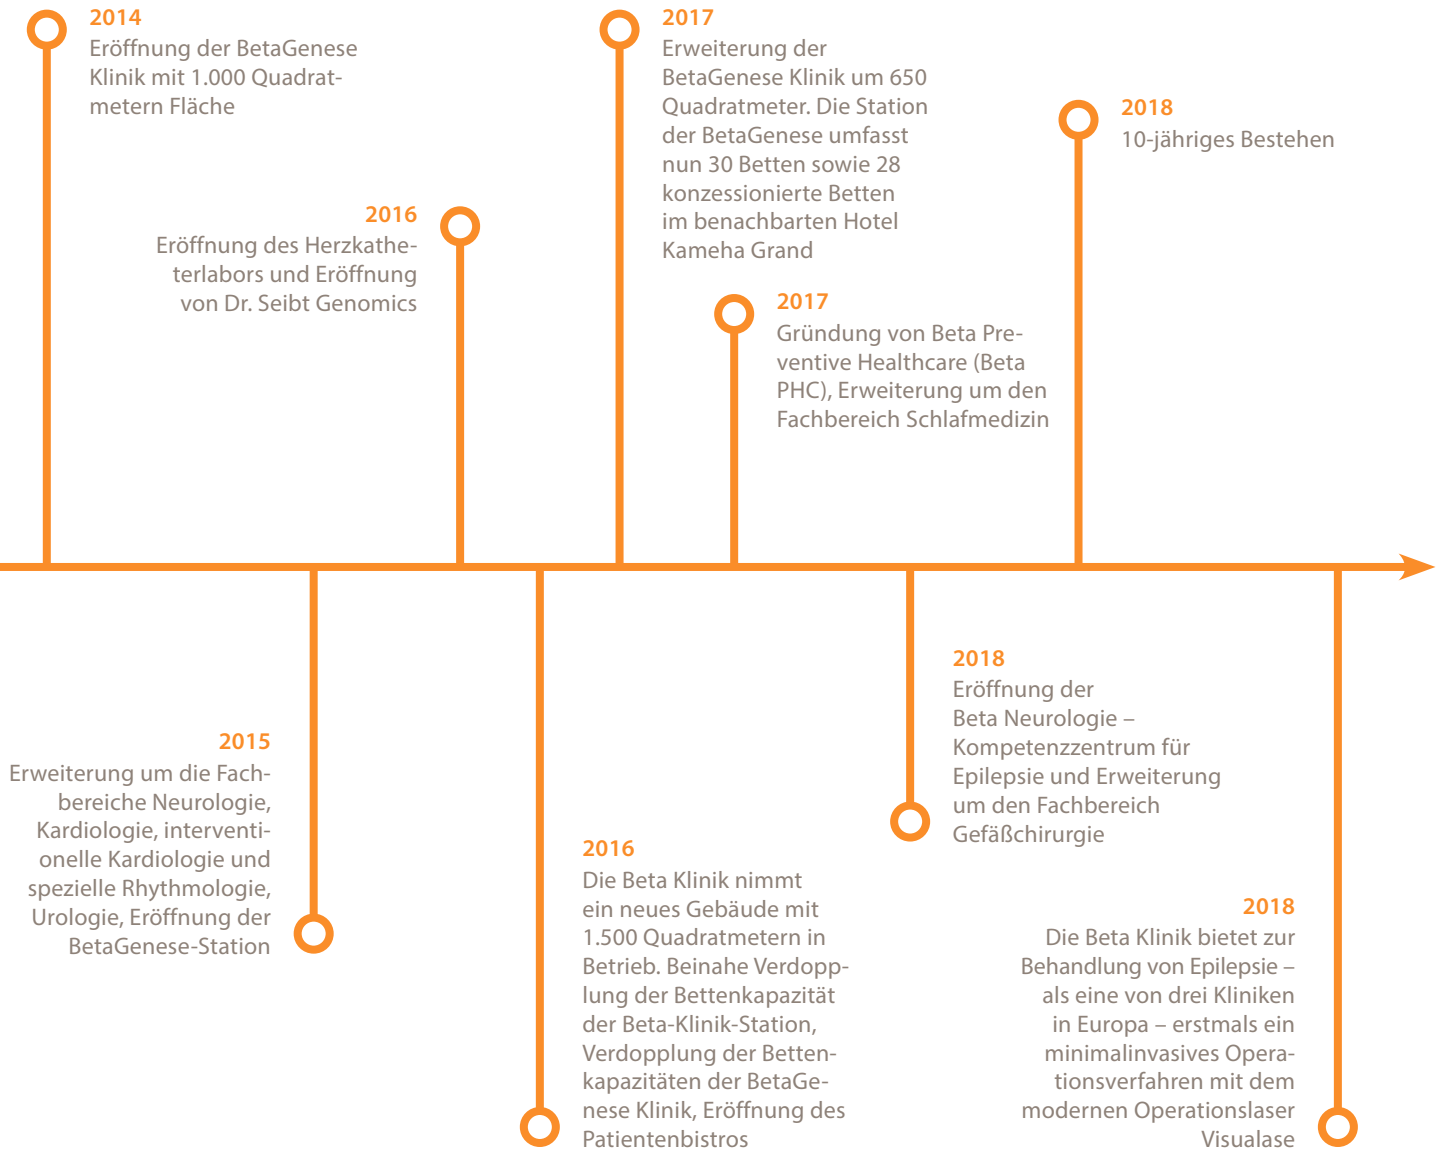 2014
Eröffnung der BetaGenese
Klinik mit 1.000 Quadrat-
metern Fläche
2015
Erweiterung um die Fach-
bereiche Neurologie,
Kardiologie, interventi-
onelle Kardiologie und
spezielle Rhythmologie,
Urologie, Eröffnung der
BetaGenese-Station
2016
Eröffnung des Herzkathe-
terlabors und Eröffnung
von Dr. Seibt Genomics
2016
Die Beta Klinik nimmt
ein neues Gebäude mit
1.500 Quadratmetern in
Betrieb. Beinahe Verdopp-
lung der Bettenkapazität
der Beta-Klinik-Station,
Verdopplung der Betten-
kapazitäten der BetaGe-
nese Klinik, Eröffnung des
Patientenbistros
2017
Erweiterung der
BetaGenese Klinik um 650
Quadratmeter. Die Station
der BetaGenese umfasst
nun 30 Betten sowie 28
konzessionierte Betten
im benachbarten Hotel
Kameha Grand
2017
Gründung von Beta Pre-
ventive Healthcare (Beta
PHC), Erweiterung um den
Fachbereich Schlafmedizin
2018
Eröffnung der
Beta Neurologie –
Kompetenzzentrum für
Epilepsie und Erweiterung
um den Fachbereich
Gefäßchirurgie
2018
10-jähriges Bestehen
2018
Die Beta Klinik bietet zur
Behandlung von Epilepsie –
als eine von drei Kliniken
in Europa – erstmals ein
minimalinvasives Opera-
tionsverfahren mit dem
modernen Operationslaser
Visualase